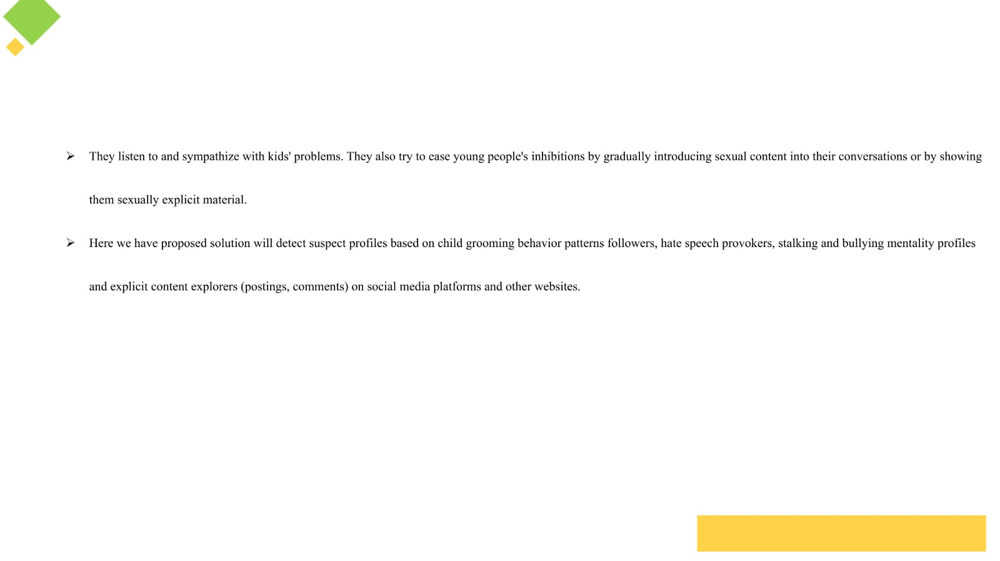 ➢ They listen to and sympathize with kids' problems. They also try to ease young people's inhibitions by gradually introducing sexual content into their conversations or by showing
them sexually explicit material.
➢ Here we have proposed solution will detect suspect profiles based on child grooming behavior patterns followers, hate speech provokers, stalking and bullying mentality profiles
and explicit content explorers (postings, comments) on social media platforms and other websites.